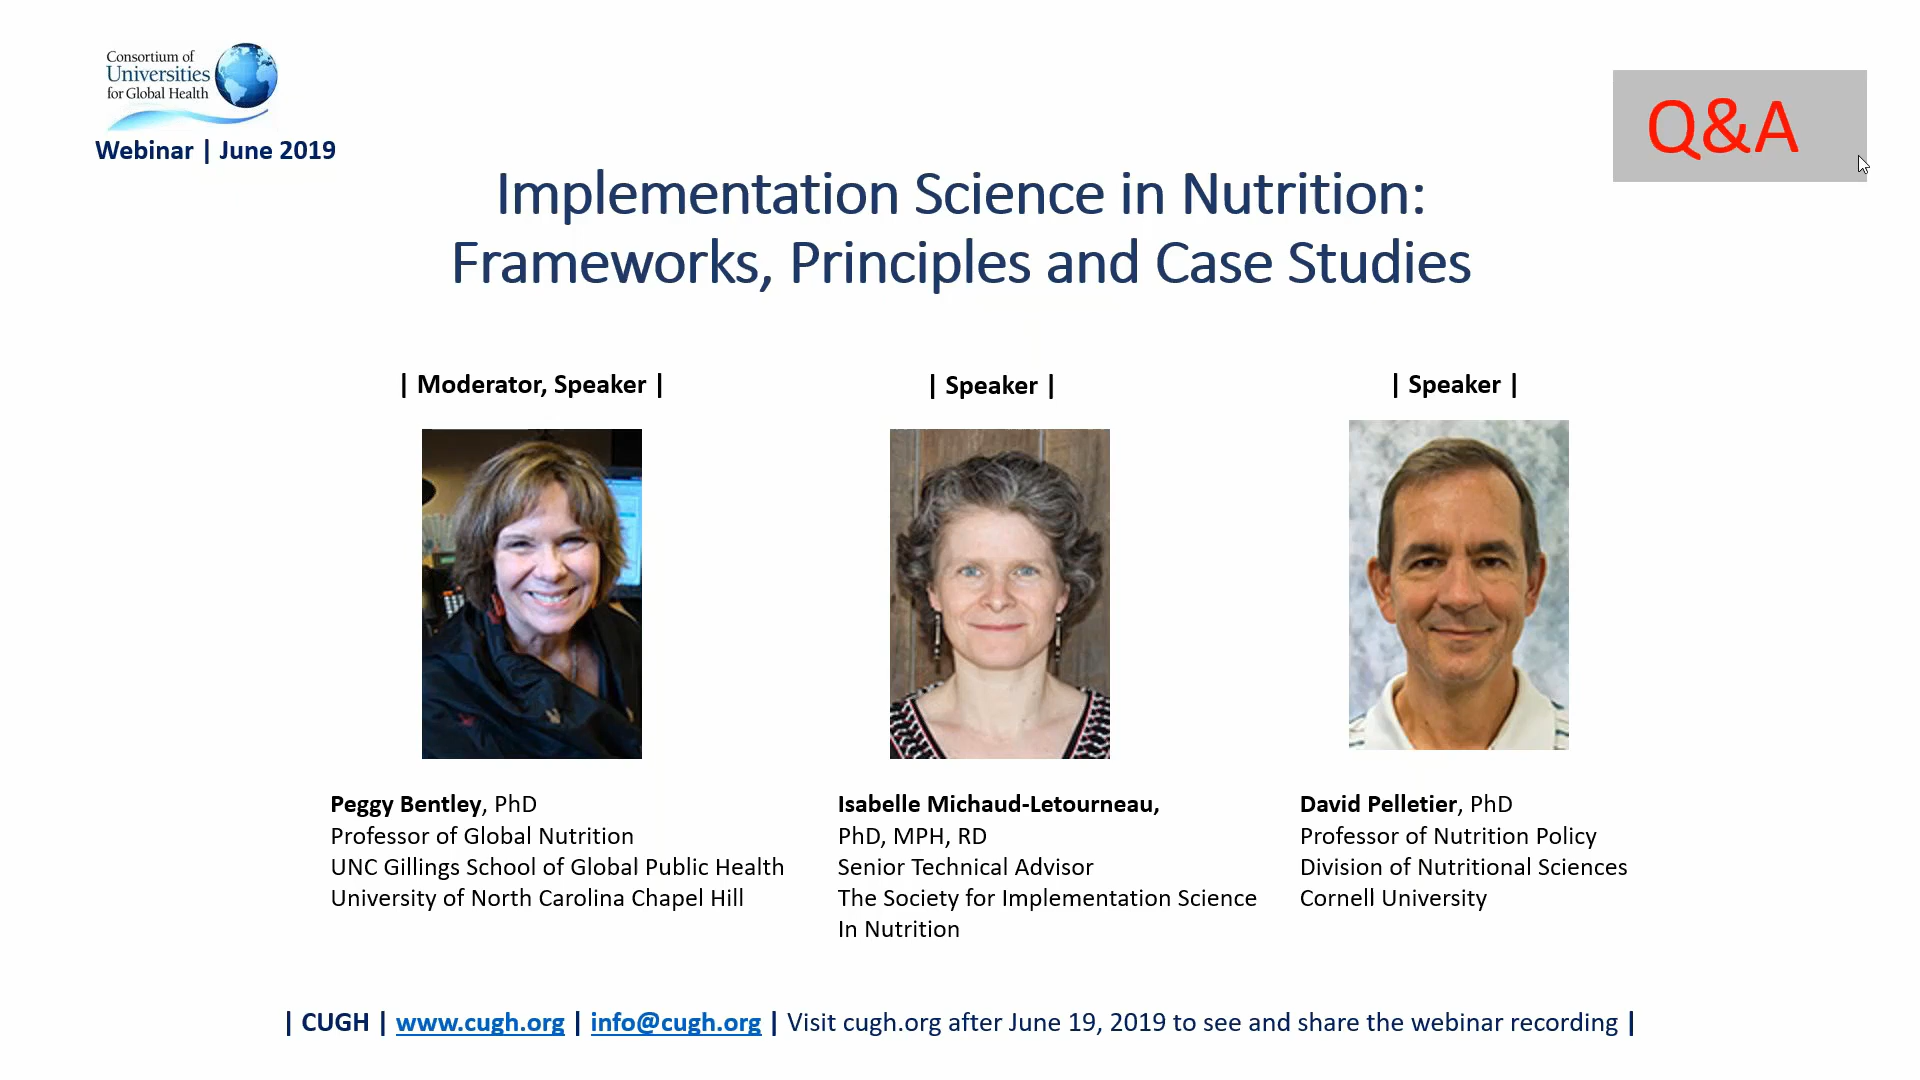 Consortium of
Universities
for Global Health
Webinar | June 2019
Q&A
Implementation Science in Nutrition:
Frameworks, Principles and Case Studies
| Moderator, Speaker |
| Speaker |
| Speaker |
Peggy Bentley, PhD
Professor of Global Nutrition
UNC Gillings School of Global Public Health
University of North Carolina Chapel Hill
Isabelle Michaud-Letourneau,
PhD, MPH, RD
Senior Technical Advisor
The Society for Implementation Science
In Nutrition
David Pelletier, PhD
Professor of Nutrition Policy
Division of Nutritional Sciences
Cornell University
| CUGH | www.cugh.org | info@cugh.org | Visit cugh.org after June 19, 2019 to see and share the webinar recording |